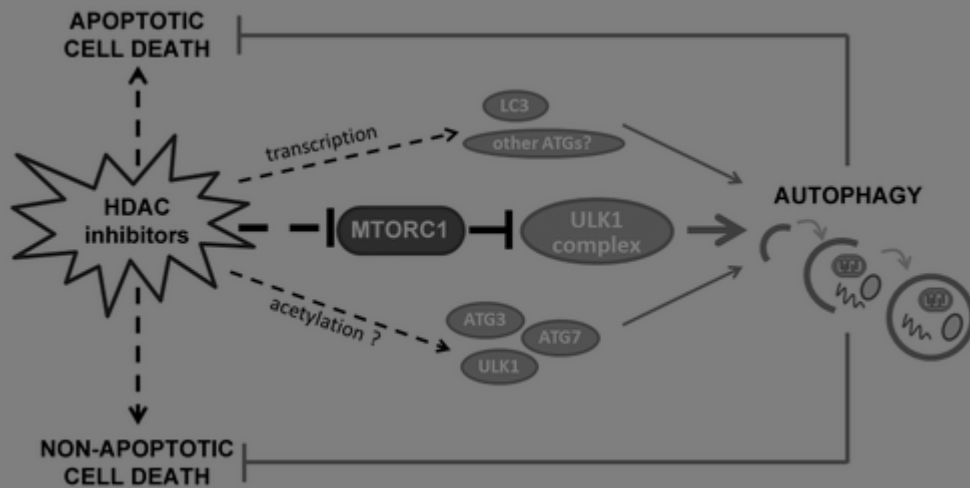 APOPTOTIC
CELL DEATH
LC3
transcription
other ATGs?
HDAC
inhibitors
MTORC1
ULK1
complex
AUTOPHAGY
acetylation ?
ATG3
ATG7
ULK1
NON-APOPTOTIC
CELL DEATH